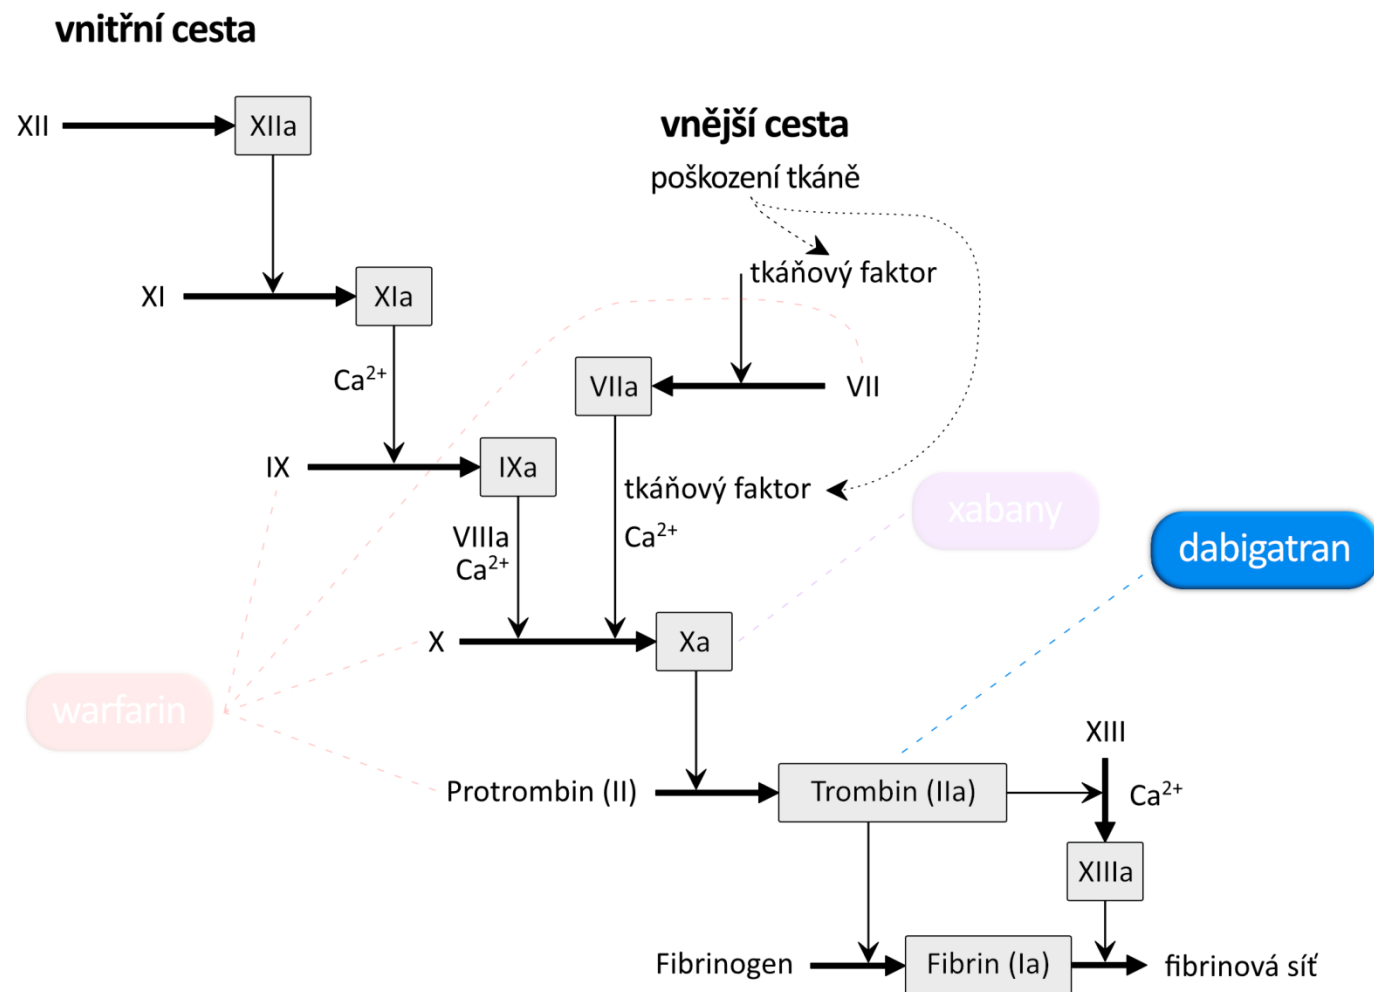 vnitřní cesta
XII
XIIa
vnější cesta
poškození tkáně
tkáňový faktor
XI
XIa
Ca2+
VIIa
VII
IX
IXa
tkáňový faktor
Ca2+
VIIIa
Ca2+
xabany
dabigatran
X
Xa
warfarin
XIII
Protrombin (II)
Trombin (IIa)
Ca2+
XIIIa
Fibrinogen
Fibrin (Ia)
fibrinová síť